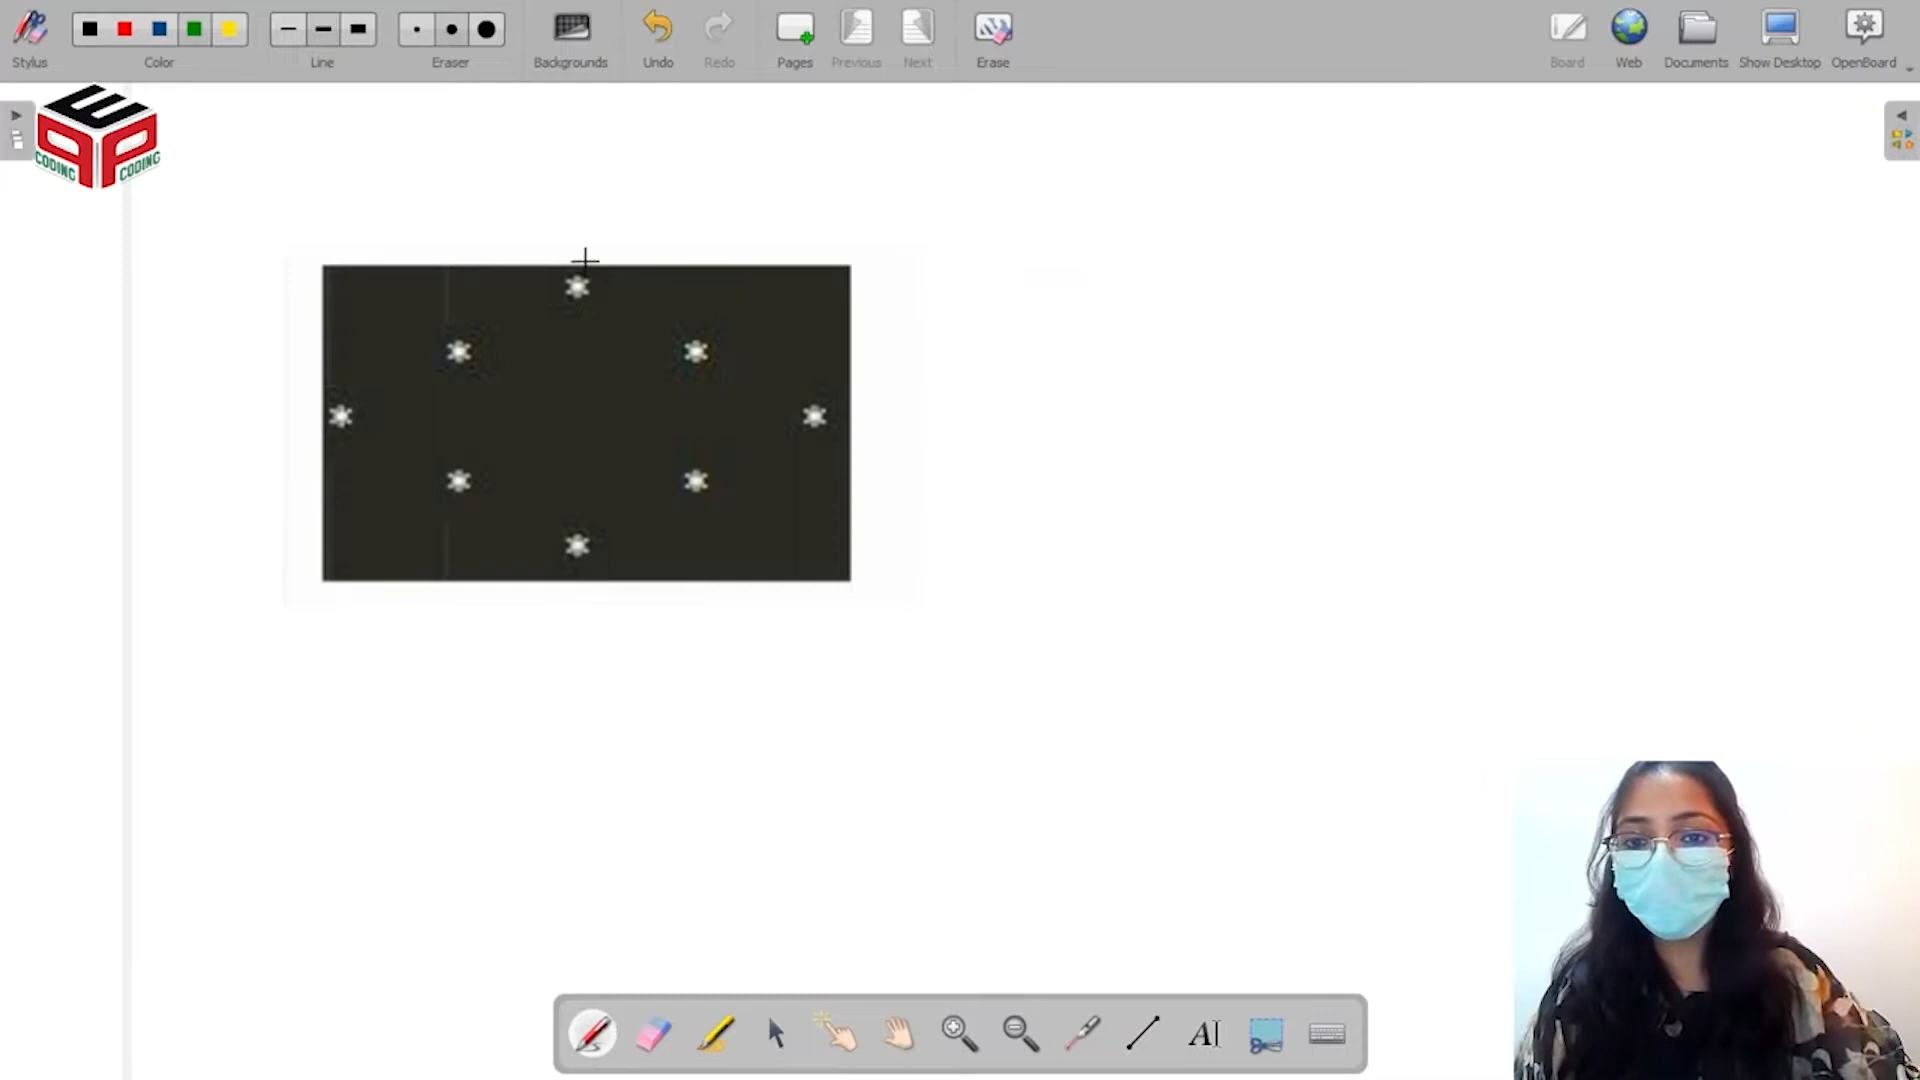 Stylus Color Line Eraser Backgrounds Undo Redo Pages Previous Next Erase Board Web Documents Show Desktop OpenBoard
PEP
CODING CODING
*
* *
* *
* *
*
AI